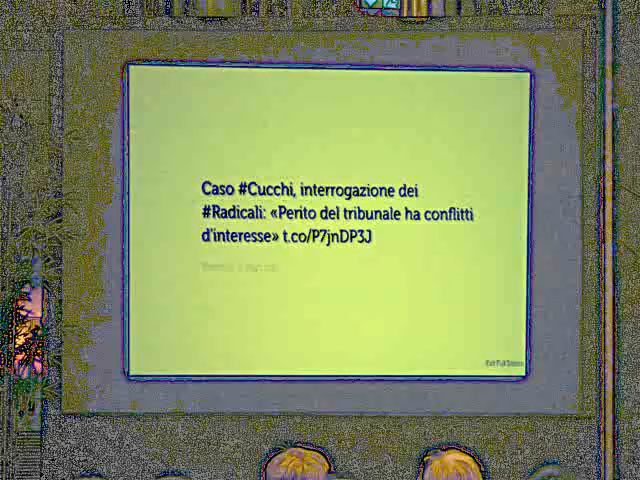 Caso #Cucchi, interrogazione dei
#Radicali: «Perito del tribunale ha conflitti
d'interesse» t.co/P7jnDP3J